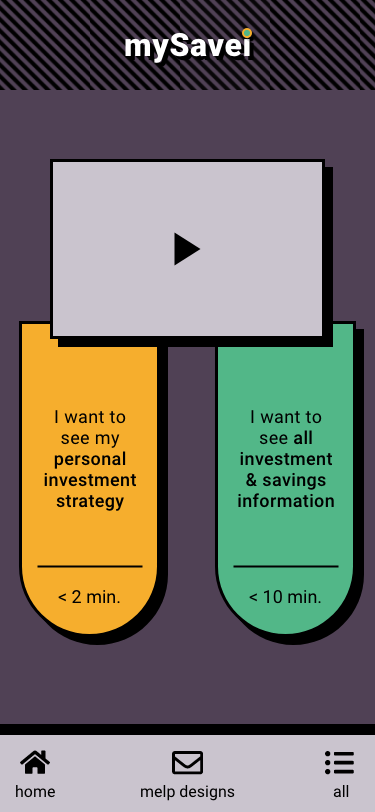 mySavei
I want to
see my
personal
investment
strategy
< 2 min.
I want to
see all
investment
& savings
information
< 10 min.
home
melp designs
all